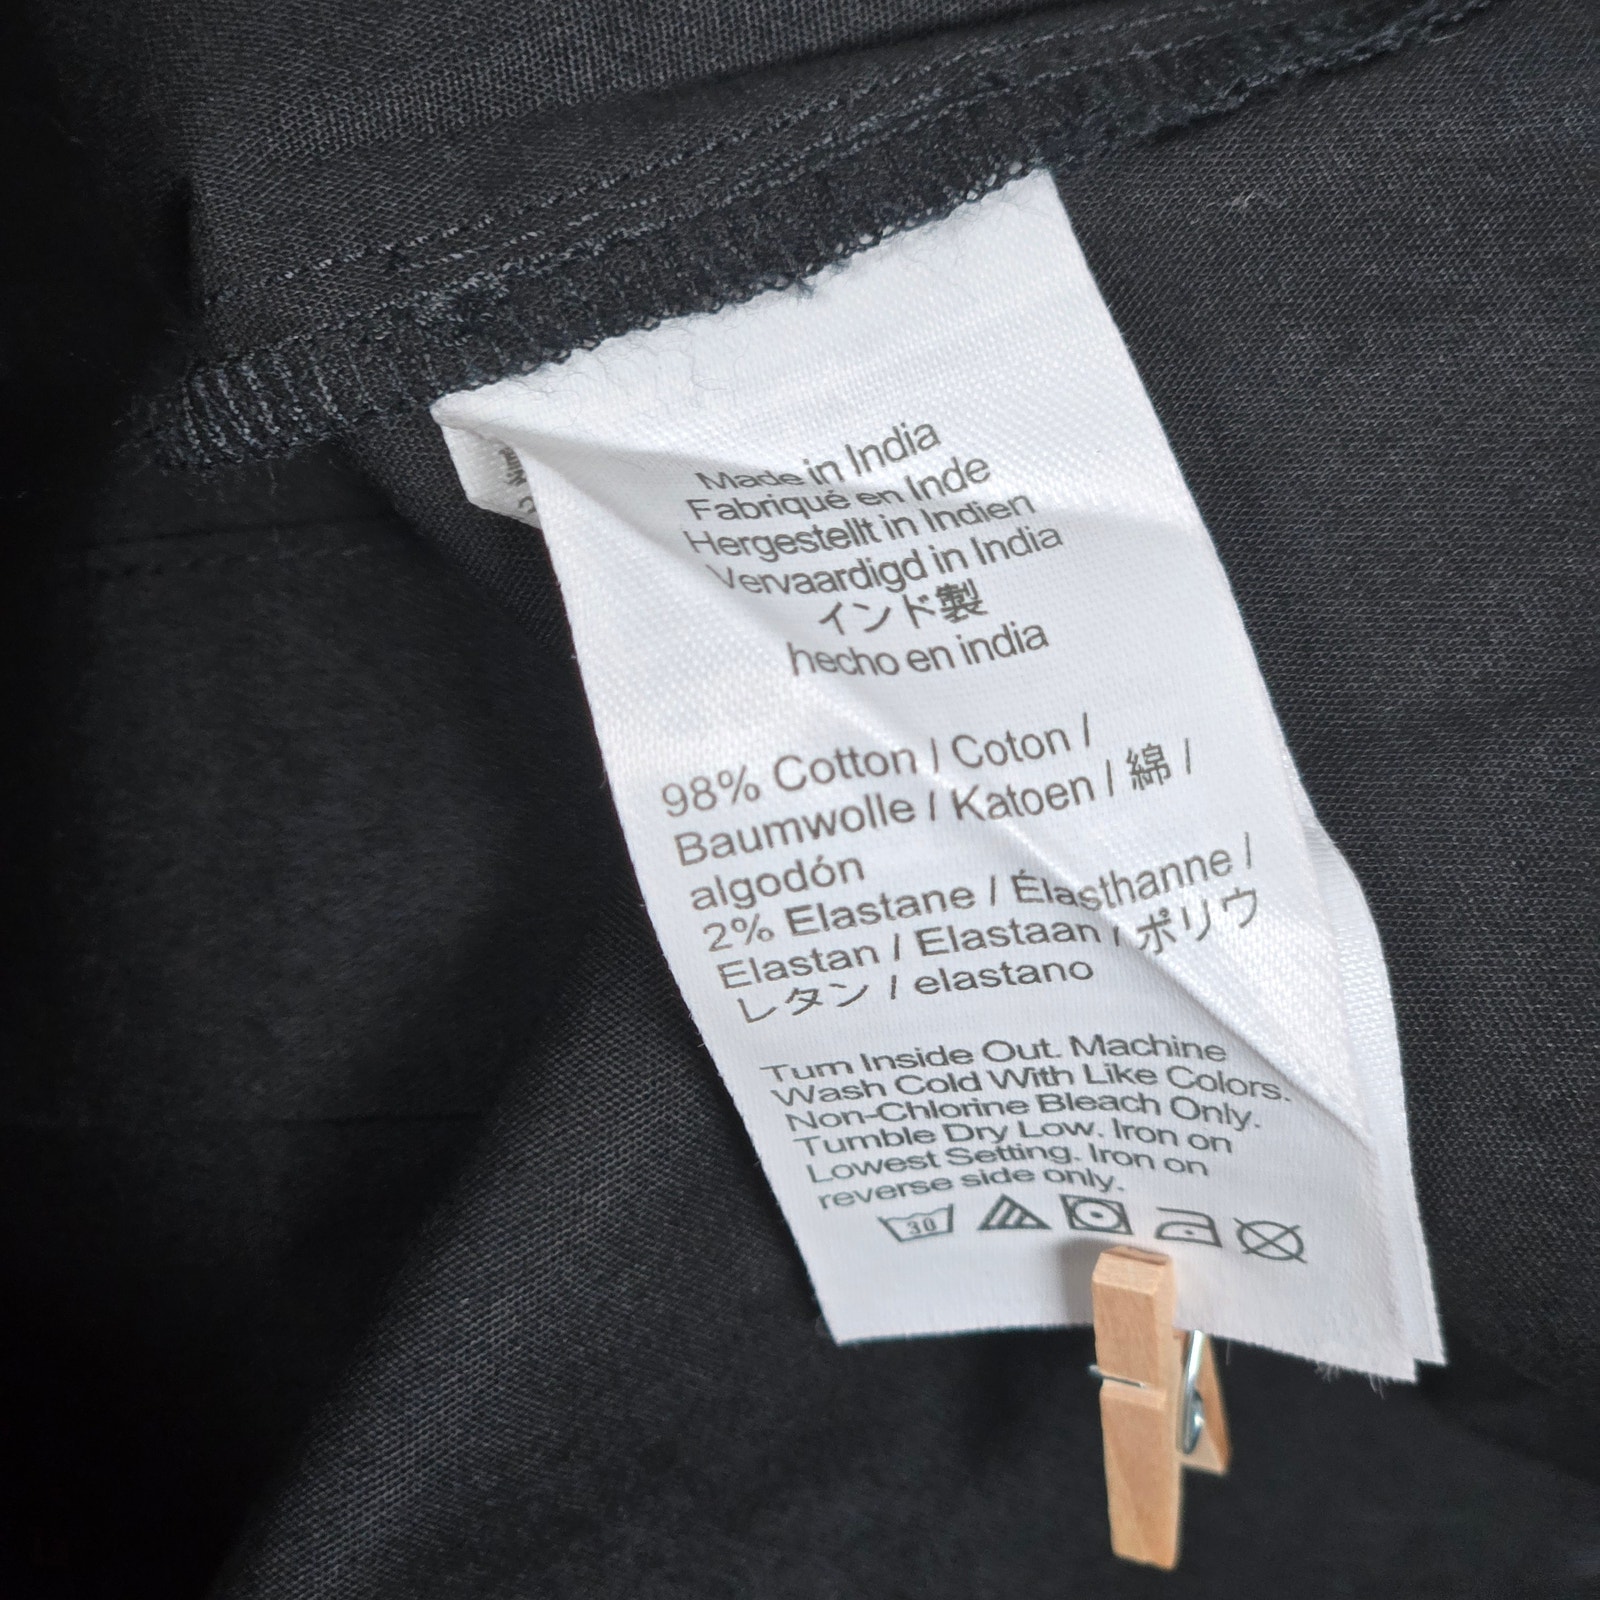 Made in India
Fabriqué en Inde
Hergestellt in Indien
Vervaardigd in India
インド製
hecho en india
98% Cotton / Coton /
Baumwolle / Katoen / 綿 /
algodón
2% Elastane / Élasthanne /
Elastan / Elastaan / ポリウ
レタン / elastano
Turn Inside Out. Machine
Wash Cold With Like Colors.
Non-Chlorine Bleach Only.
Tumble Dry Low. Iron on
Lowest Setting. Iron on
reverse side only.
30